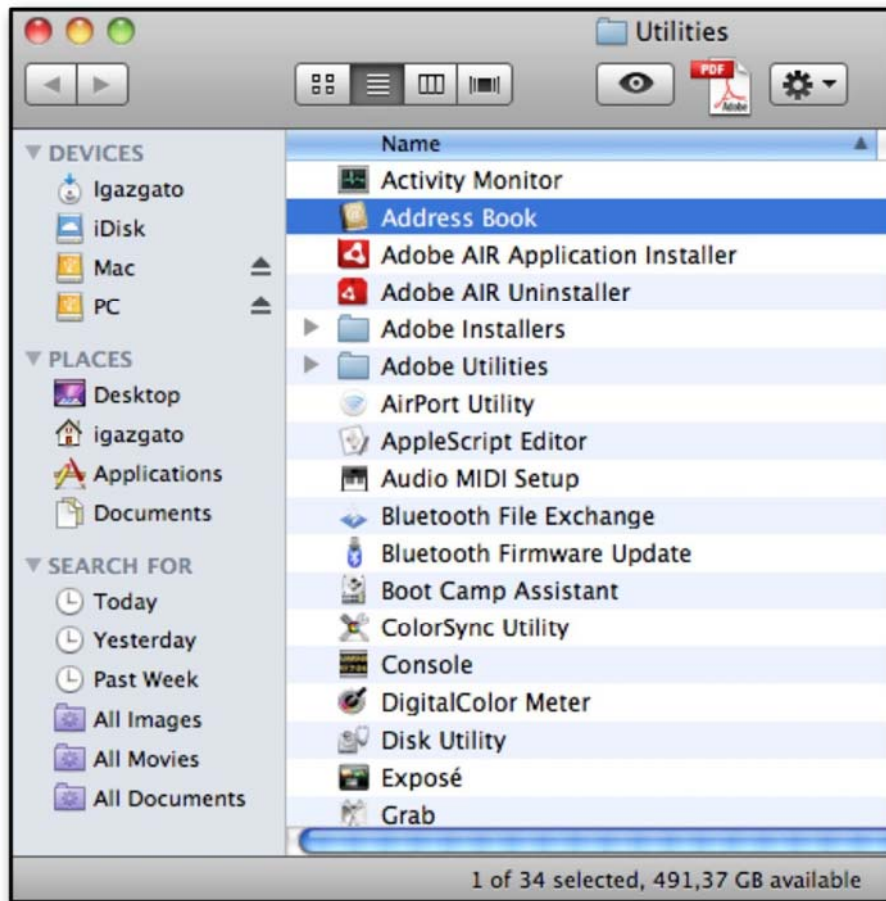 Utilities
PDF
Adobe
DEVICES
Igazgato
iDisk
Mac
PC
PLACES
Desktop
igazgato
Applications
Documents
SEARCH FOR
Today
Yesterday
Past Week
All Images
All Movies
All Documents
Name
Activity Monitor
Address Book
Adobe AIR Application Installer
Adobe AIR Uninstaller
Adobe Installers
Adobe Utilities
AirPort Utility
AppleScript Editor
Audio MIDI Setup
Bluetooth File Exchange
Bluetooth Firmware Update
Boot Camp Assistant
ColorSync Utility
Console
DigitalColor Meter
Disk Utility
Exposé
Grab
1 of 34 selected, 491,37 GB available